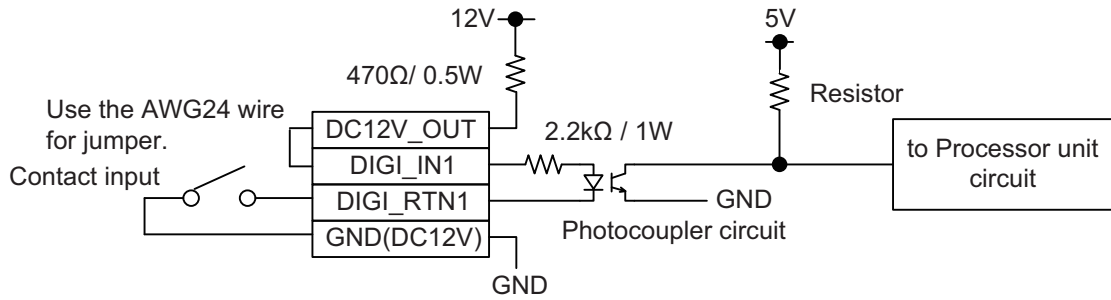 12V
5V
470Ω/ 0.5W
Resistor
Use the AWG24 wire
for jumper.
DC12V_OUT
2.2kΩ / 1W
to Processor unit
circuit
DIGI_IN1
Contact input
DIGI_RTN1
GND
GND(DC12V)
Photocoupler circuit
GND